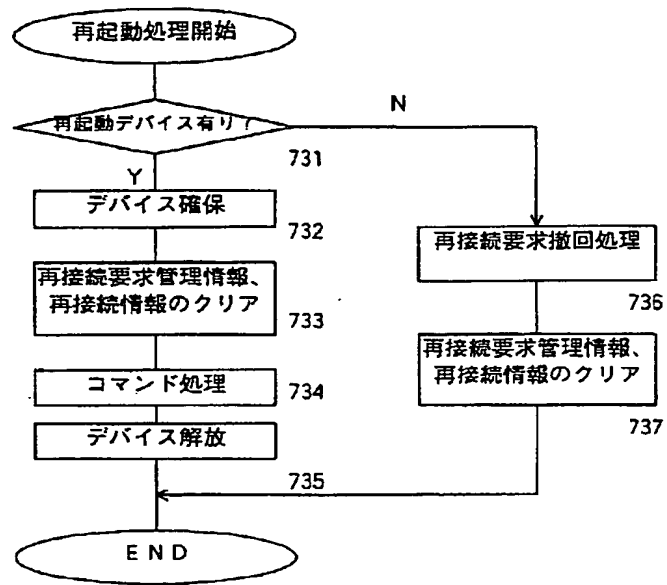 再起動処理開始
再起動デバイス有り?
N
731
Y
デバイス確保
732
再接続要求管理情報、
再接続情報のクリア
733
コマンド処理
734
デバイス解放
735
再接続要求撤回処理
736
再接続要求管理情報、
再接続情報のクリア
737
END